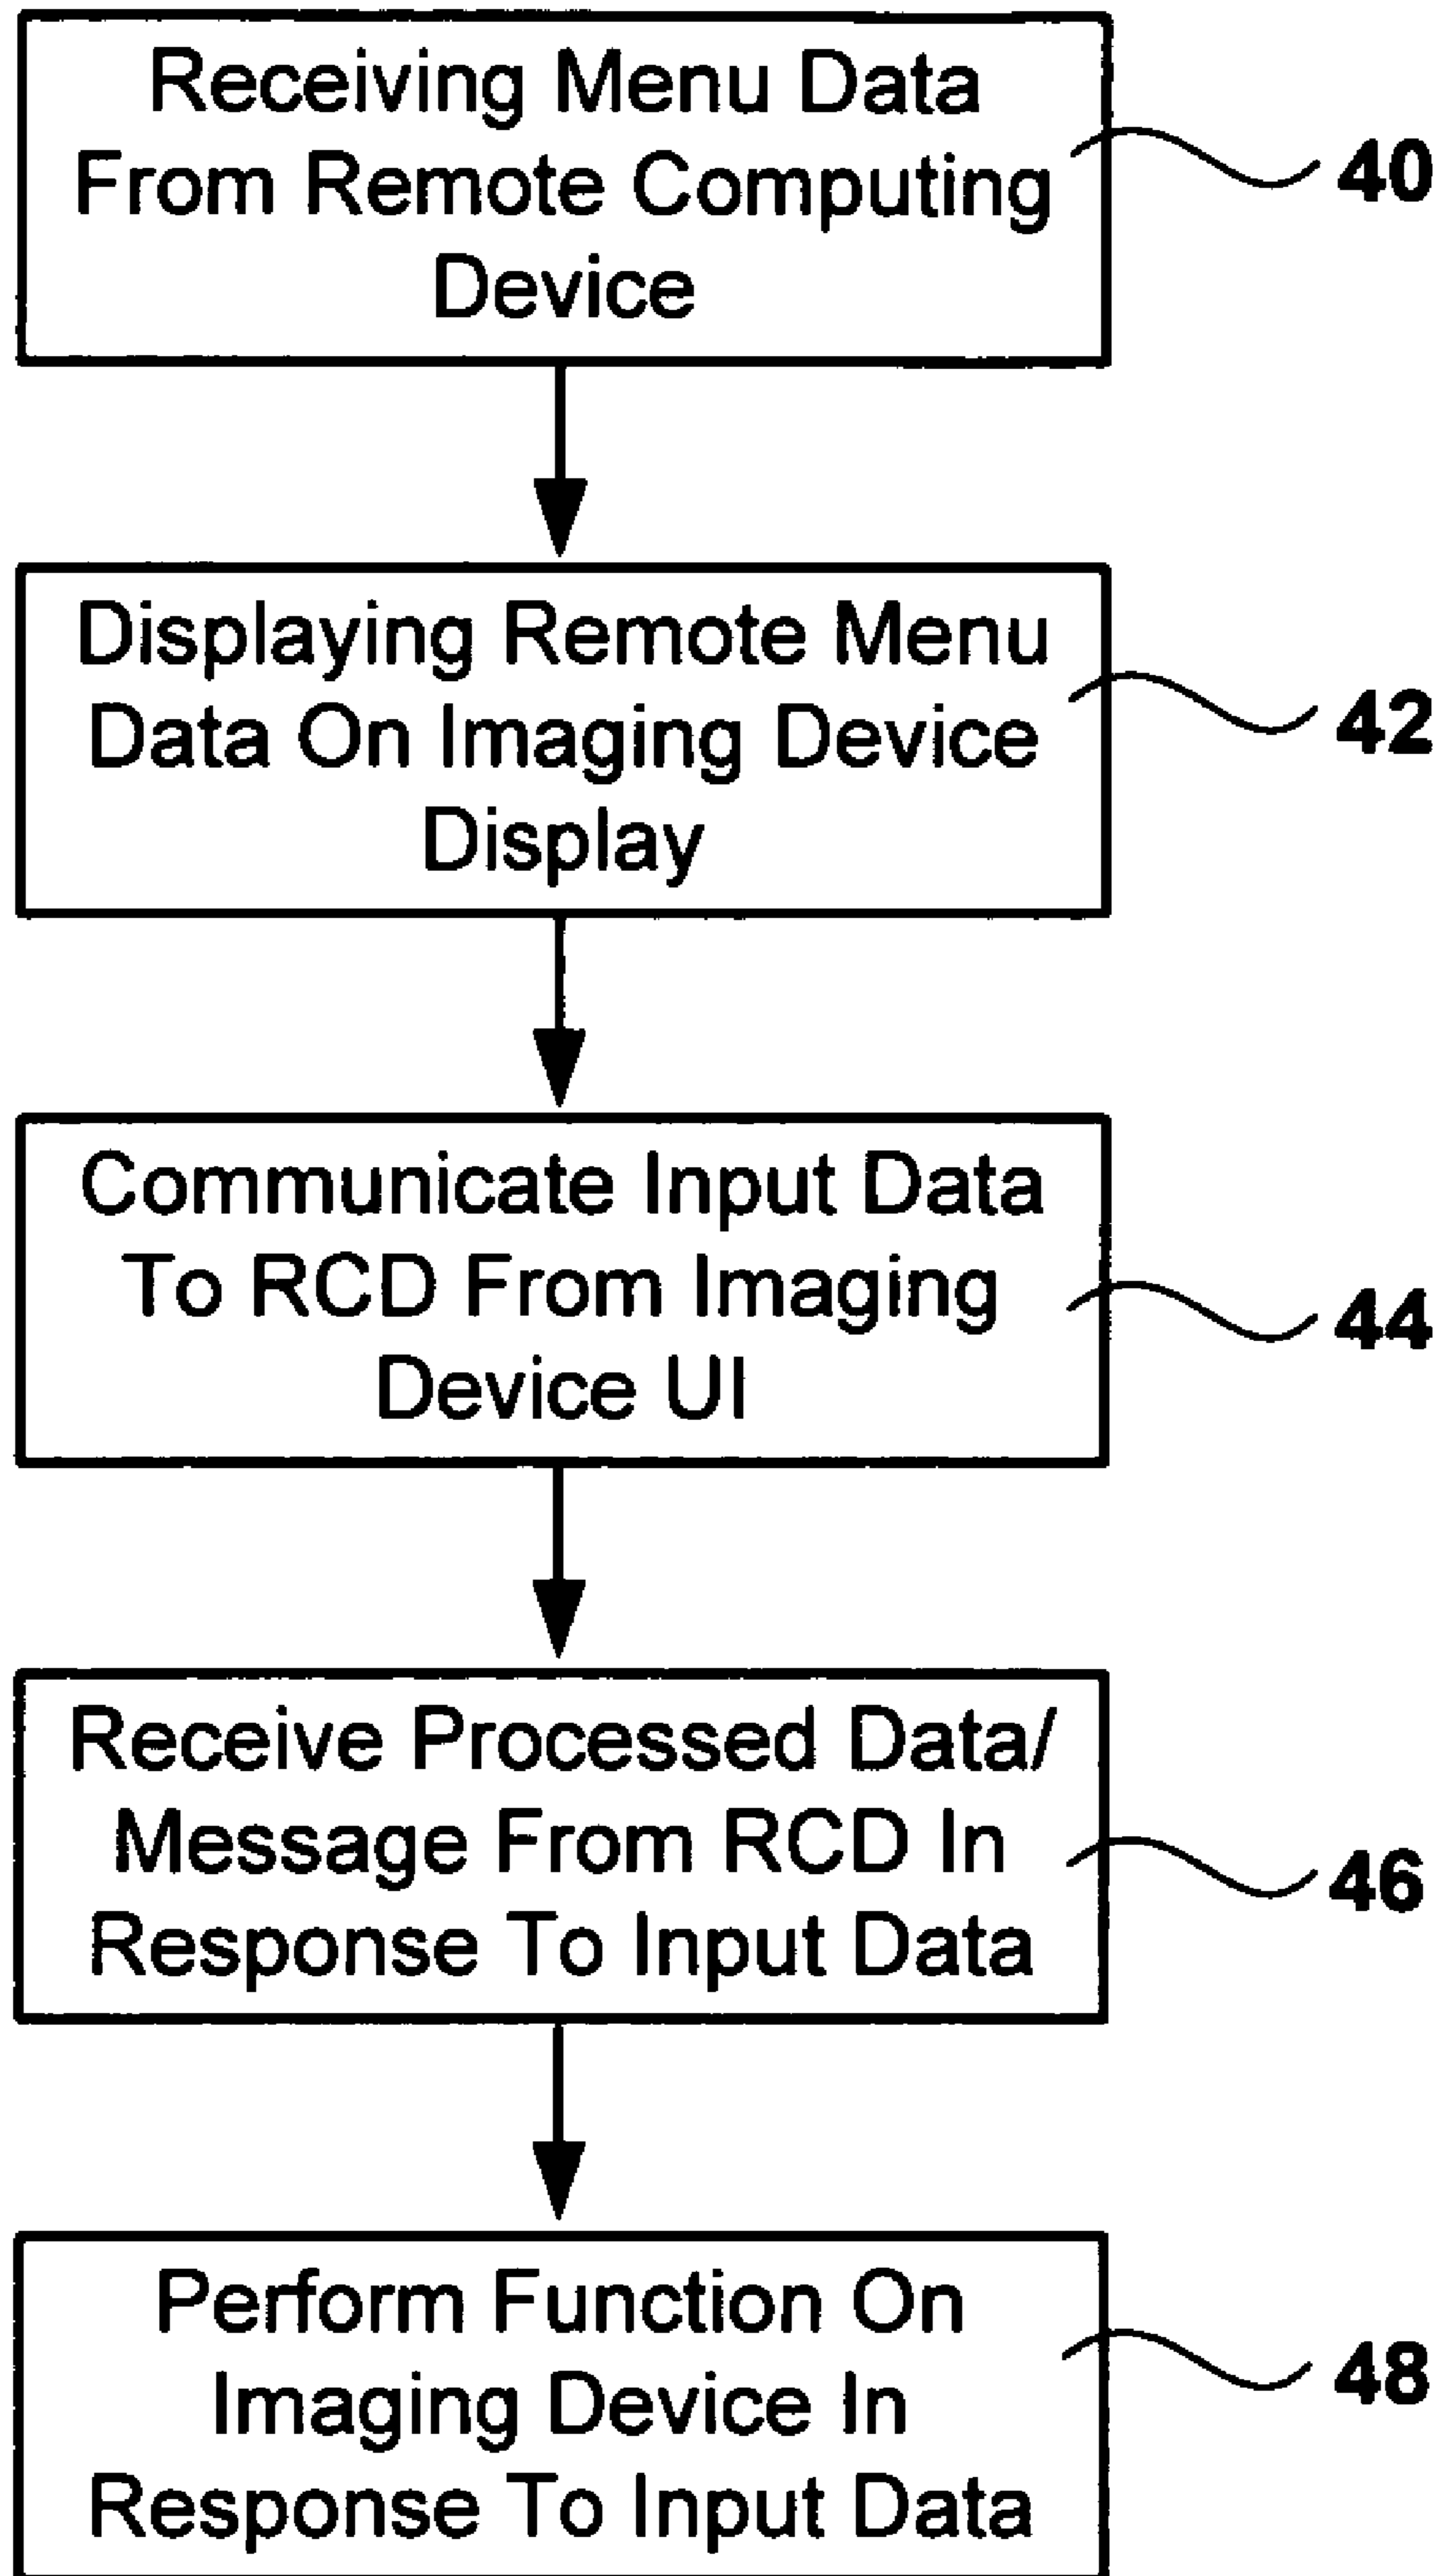 Receiving Menu Data
From Remote Computing
Device
40
Displaying Remote Menu
Data On Imaging Device
Display
42
Communicate Input Data
To RCD From Imaging
Device UI
44
Receive Processed Data/
Message From RCD In
Response To Input Data
46
Perform Function On
Imaging Device In
Response To Input Data
48